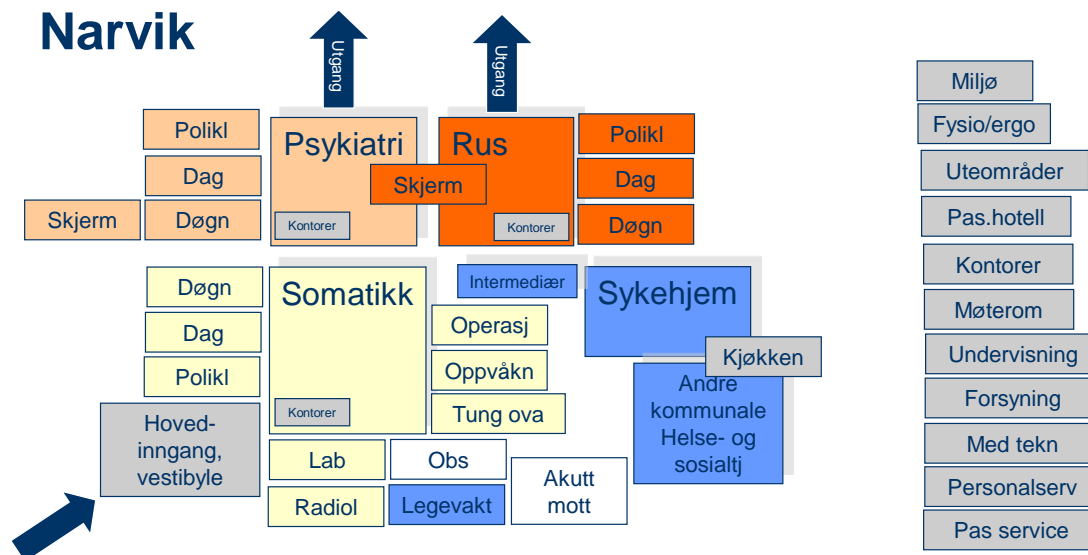 Narvik
Utgang
Utgang
Psykiatri
Kontorer
Polikl
Dag
Skjerm
Døgn
Rus
Skjerm
Kontorer
Polikl
Dag
Døgn
Somatikk
Kontorer
Døgn
Dag
Polikl
Hoved-
inngang,
vestibyle
Intermediær
Operasj
Oppvåkn
Tung ova
Sykehjem
Kjøkken
Andre
kommunale
Helse- og
sosialtj
Lab
Obs
Radiol
Legevakt
Akutt
mott
Miljø
Fysio/ergo
Uteområder
Pas.hotell
Kontorer
Møterom
Undervisning
Forsyning
Med tekn
Personalserv
Pas service